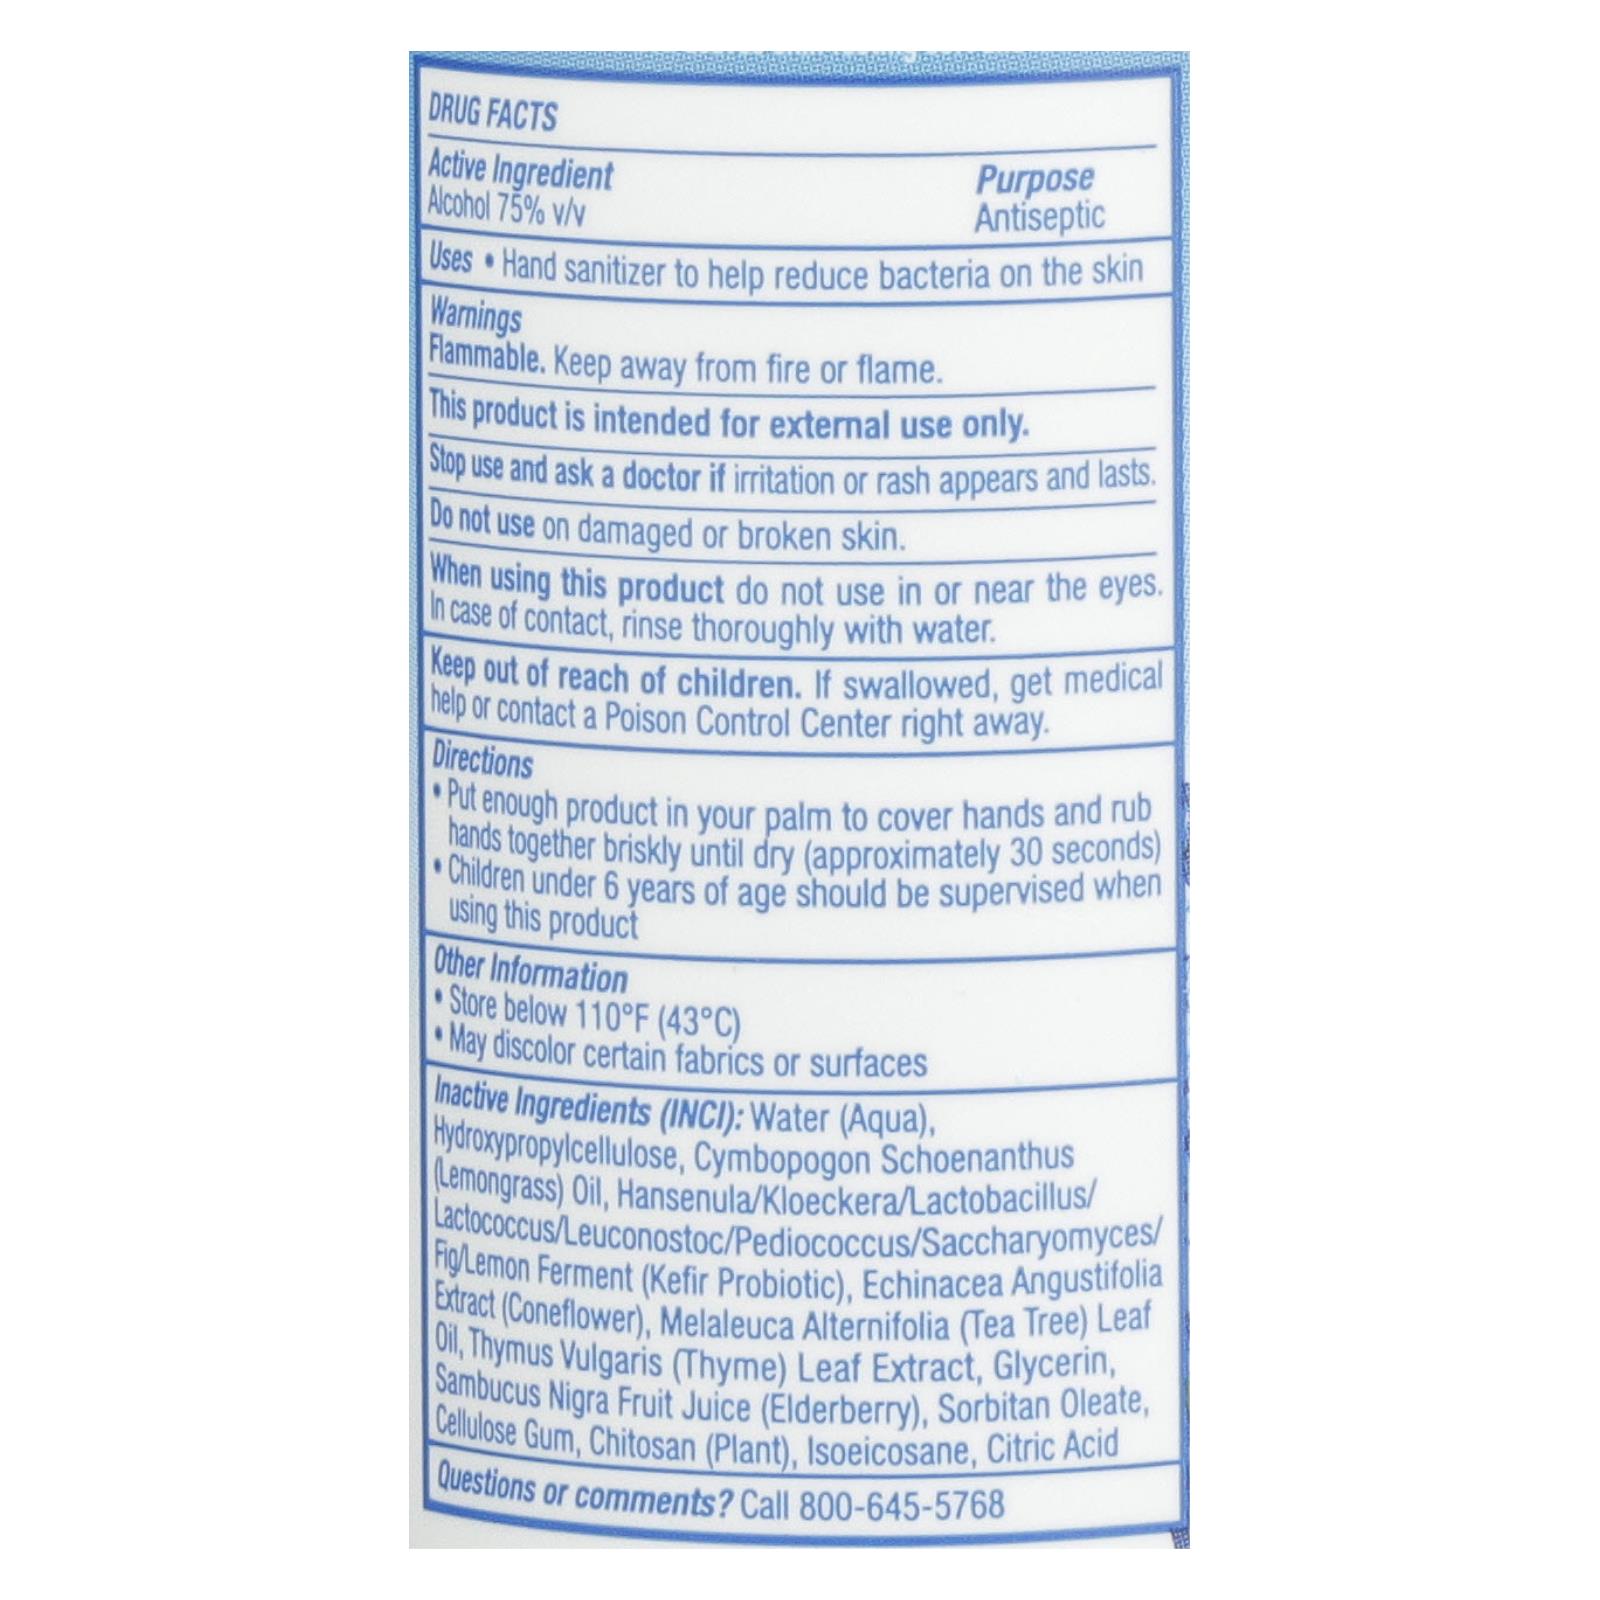 DRUG FACTS
Active Ingredient Purpose
Alcohol 75% v/v Antiseptic
Uses • Hand sanitizer to help reduce bacteria on the skin
Warnings
Flammable. Keep away from fire or flame.
This product is intended for external use only.
Stop use and ask a doctor if irritation or rash appears and lasts.
Do not use on damaged or broken skin.
When using this product do not use in or near the eyes.
In case of contact, rinse thoroughly with water.
Keep out of reach of children. If swallowed, get medical
help or contact a Poison Control Center right away.
Directions
• Put enough product in your palm to cover hands and rub
hands together briskly until dry (approximately 30 seconds)
• Children under 6 years of age should be supervised when
using this product
Other Information
• Store below 110°F (43°C)
• May discolor certain fabrics or surfaces
Inactive Ingredients (INCI): Water (Aqua),
Hydroxypropylcellulose, Cymbopogon Schoenanthus
(Lemongrass) Oil, Hansenula/Kloeckera/Lactobacillus/
Lactococcus/Leuconostoc/Pediococcus/Saccharyomyces/
Fig/Lemon Ferment (Kefir Probiotic), Echinacea Angustifolia
Extract (Coneflower), Melaleuca Alternifolia (Tea Tree) Leaf
Oil, Thymus Vulgaris (Thyme) Leaf Extract, Glycerin,
Sambucus Nigra Fruit Juice (Elderberry), Sorbitan Oleate,
Cellulose Gum, Chitosan (Plant), Isoeicosane, Citric Acid
Questions or comments? Call 800-645-5768